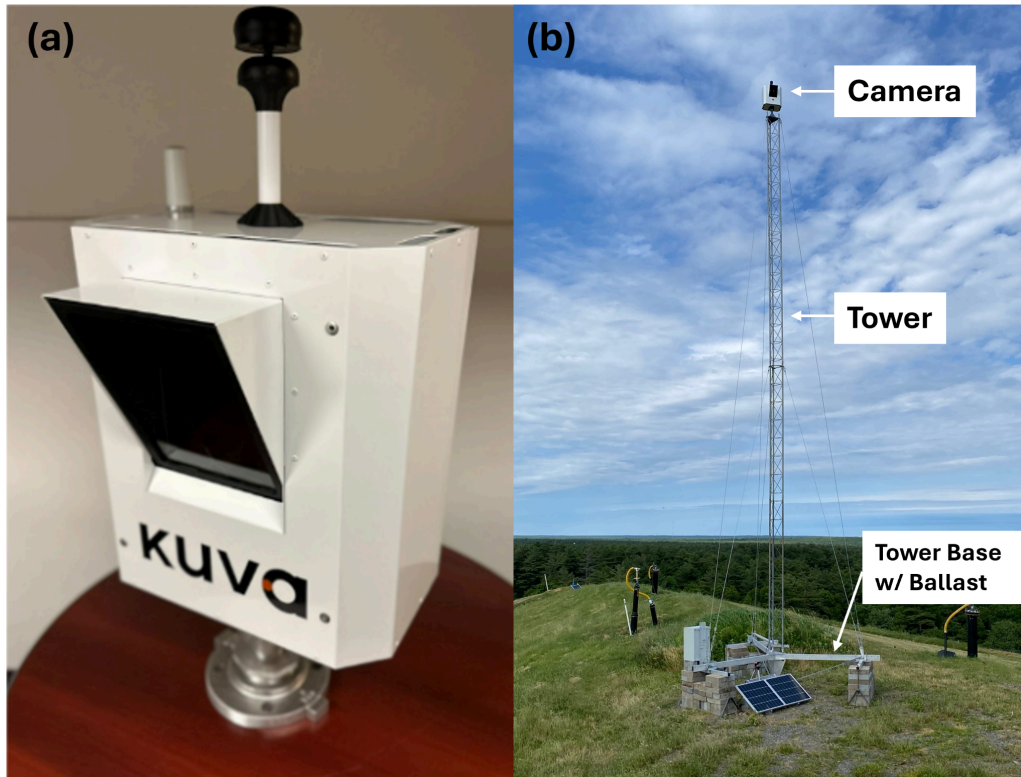 (a)
kuva
(b)
Camera
Tower
Tower Base
w/ Ballast